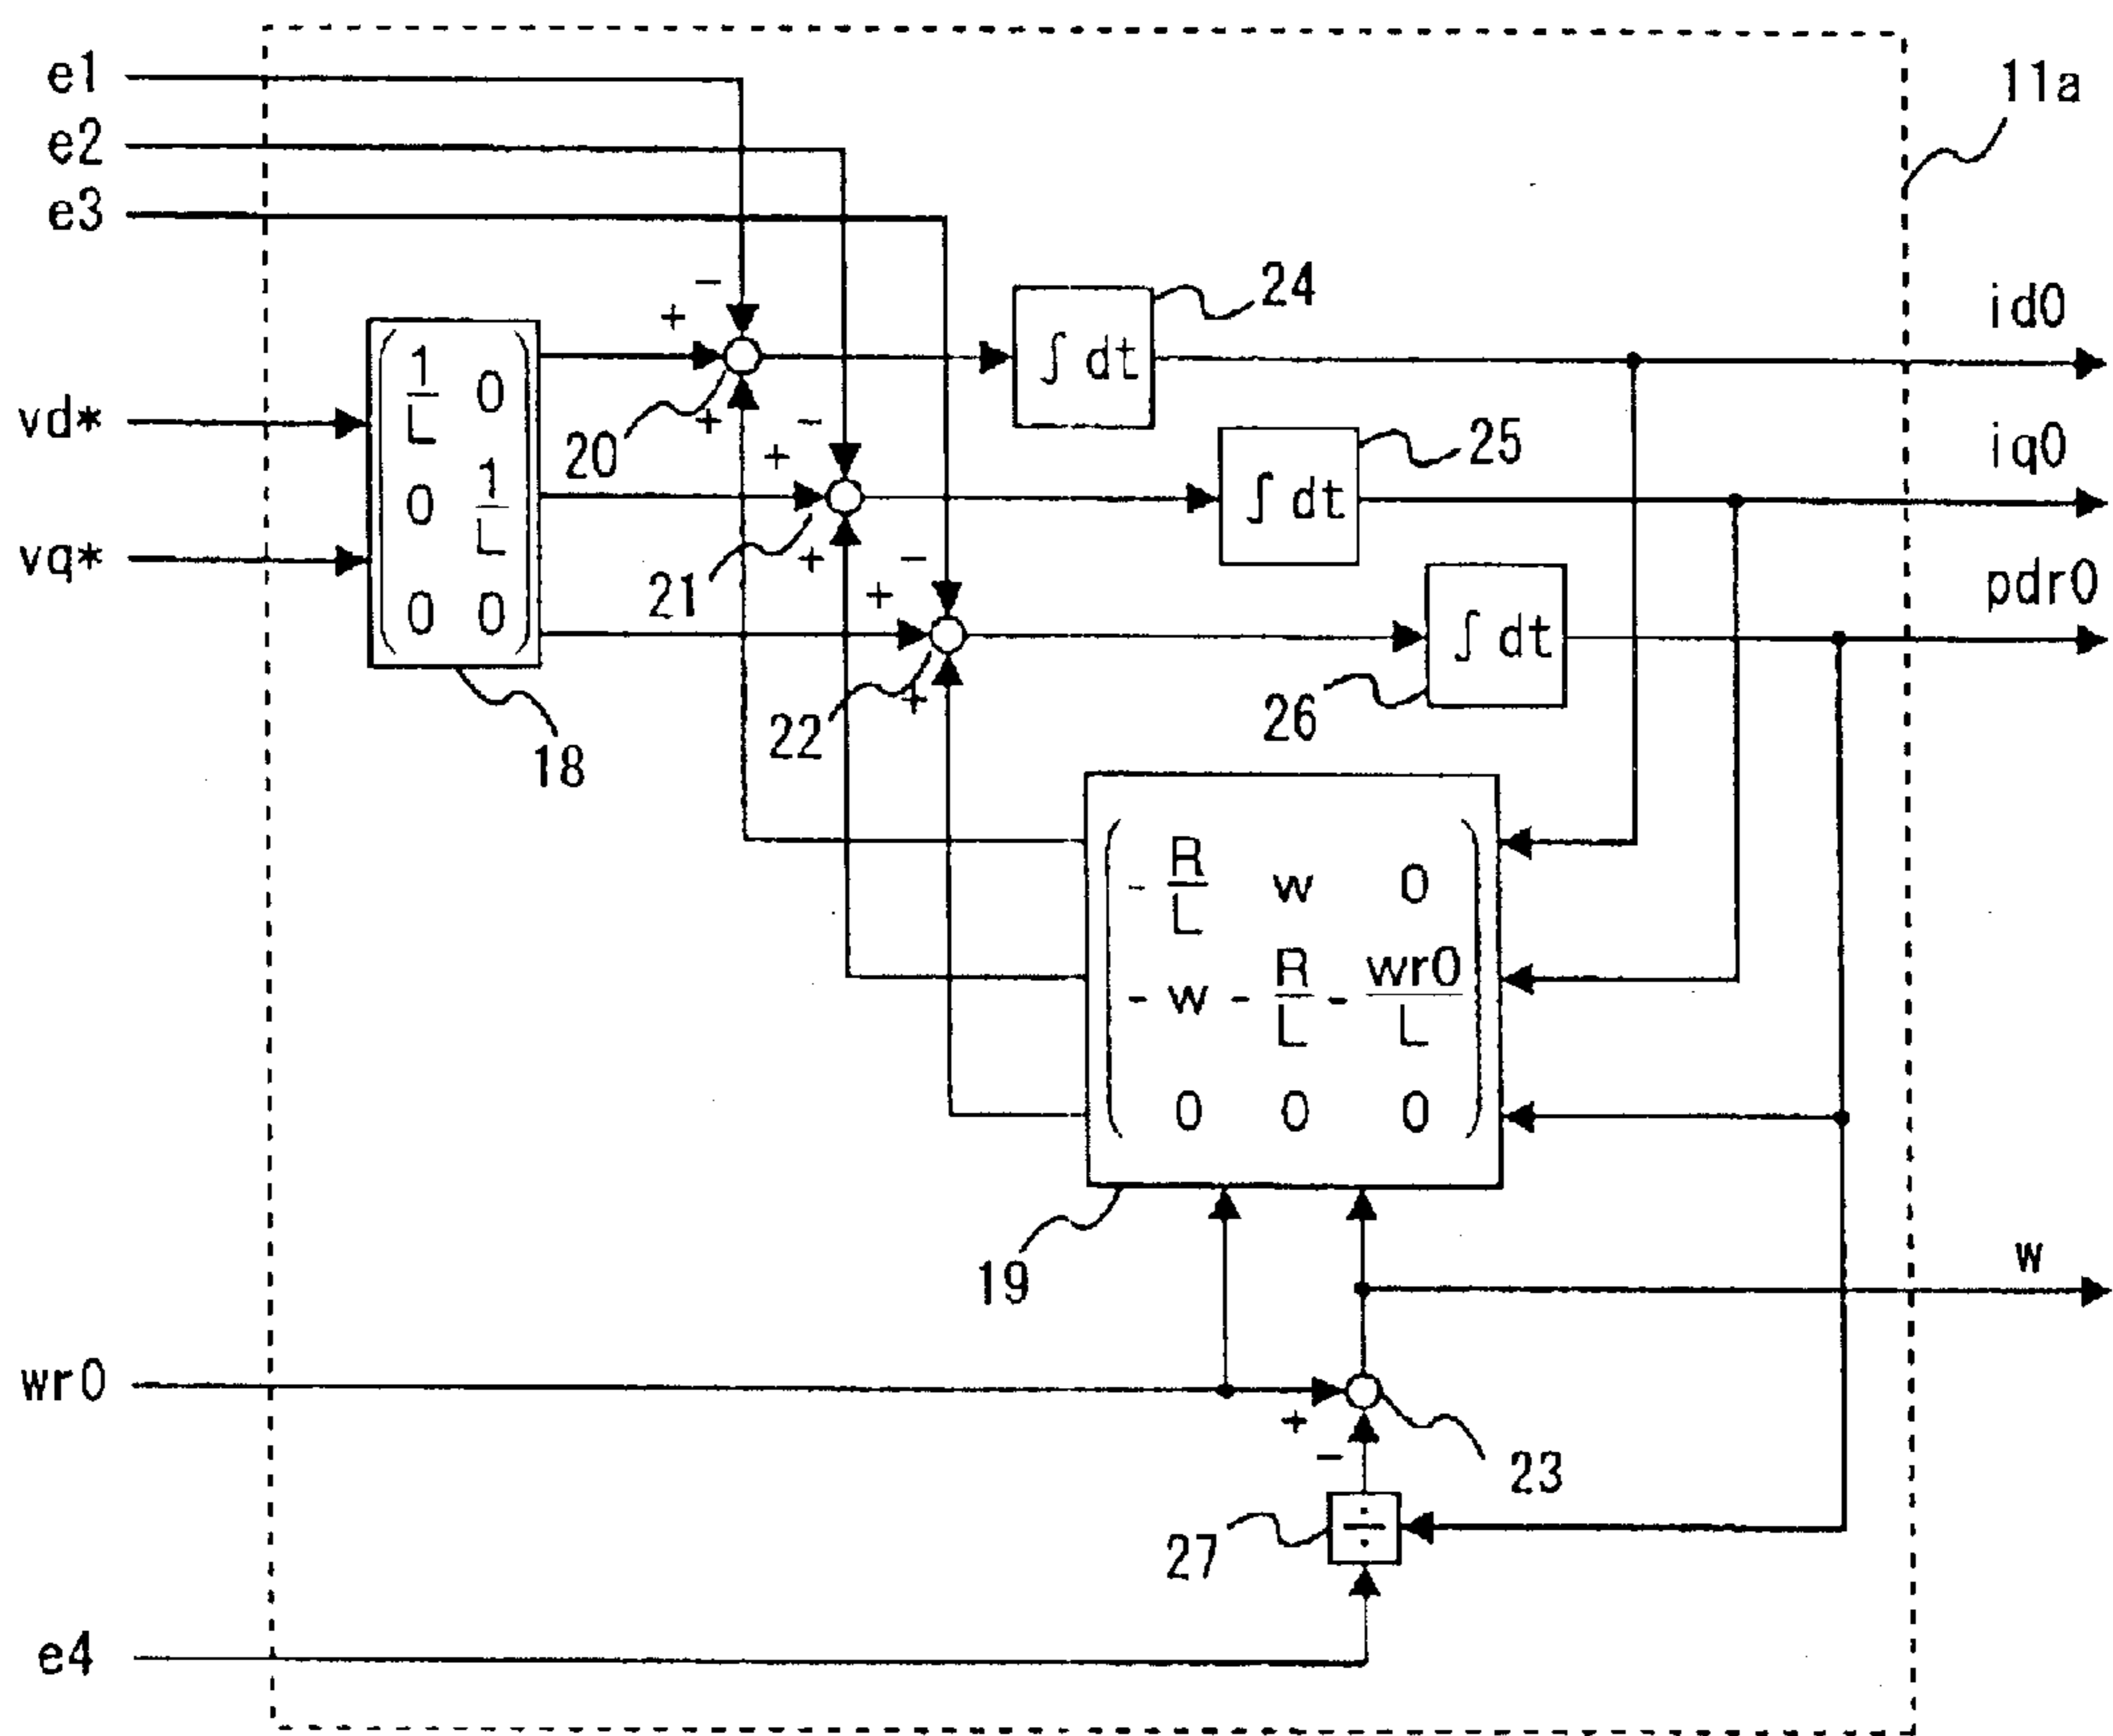 e1
11a
e2
e3
-
24
+
∫ dt
id0
1/L 0
vd*
20
+
-
25
iq0
+
∫ dt
0 1/L
vq*
21
+
-
pdr0
+
∫ dt
0 0
22
+
26
18
- R/L w 0
- w - R/L - wr0/L
0 0 0
19
w
wr0
+
23
-
27
÷
e4